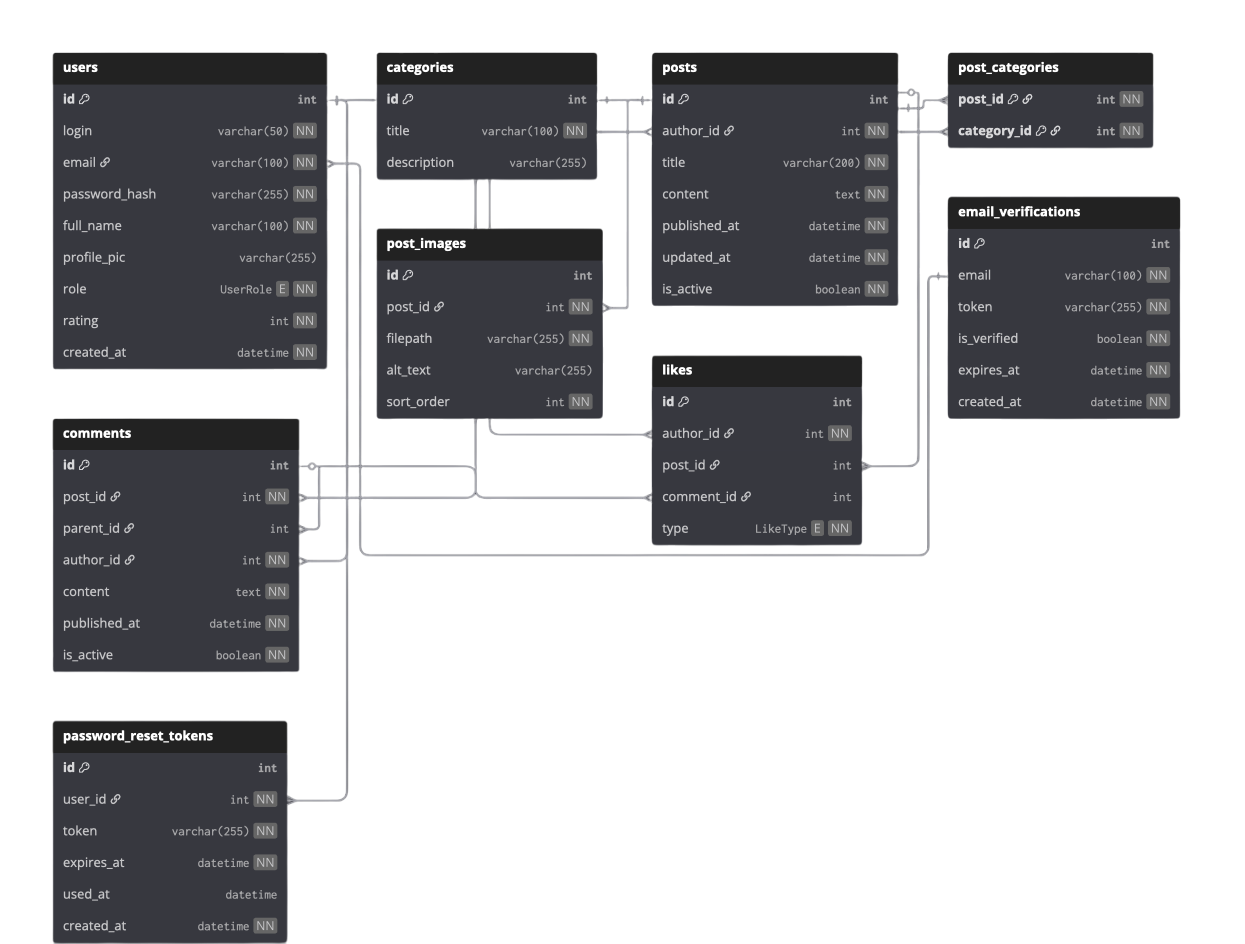 users
id int
login varchar(50) NN
email varchar(100) NN
password_hash varchar(255) NN
full_name varchar(100) NN
profile_pic varchar(255)
role UserRole E NN
rating int NN
created_at datetime NN
categories
id int
title varchar(100) NN
description varchar(255)
posts
id int
author_id int NN
title varchar(200) NN
content text NN
published_at datetime NN
updated_at datetime NN
is_active boolean NN
post_categories
post_id int NN
category_id int NN
post_images
id int
post_id int NN
filepath varchar(255) NN
alt_text varchar(255)
sort_order int NN
email_verifications
id int
email varchar(100) NN
token varchar(255) NN
is_verified boolean NN
expires_at datetime NN
created_at datetime NN
likes
id int
author_id int NN
post_id int
comment_id int
type LikeType E NN
comments
id int
post_id int NN
parent_id int
author_id int NN
content text NN
published_at datetime NN
is_active boolean NN
password_reset_tokens
id int
user_id int NN
token varchar(255) NN
expires_at datetime NN
used_at datetime
created_at datetime NN